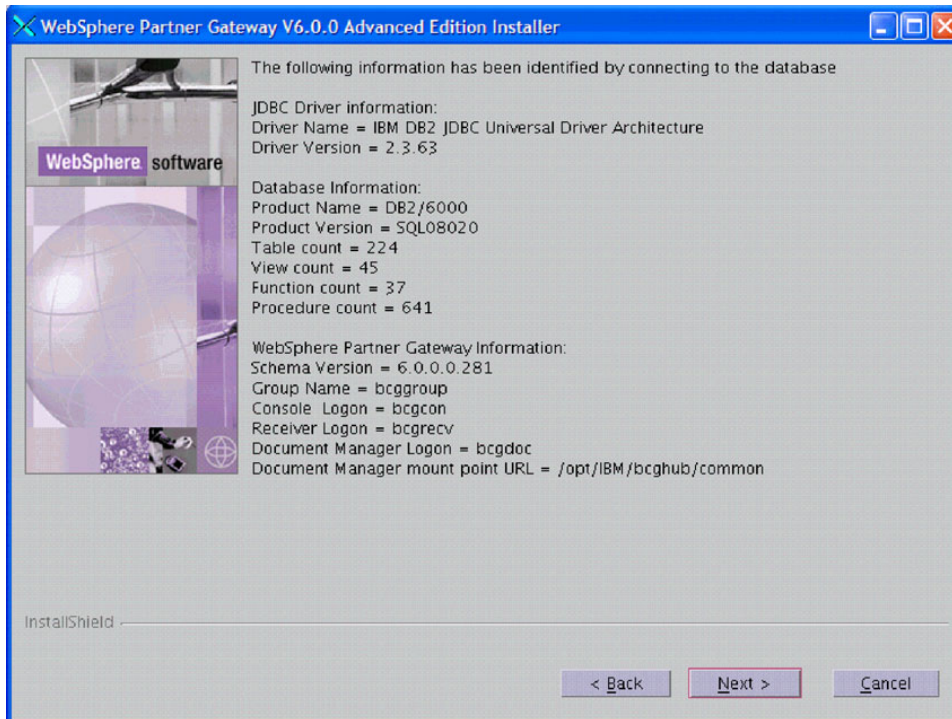 WebSphere Partner Gateway V6.0.0 Advanced Edition Installer
The following information has been identified by connecting to the database
JDBC Driver information:
Driver Name = IBM DB2 JDBC Universal Driver Architecture
Driver Version = 2.3.63
WebSphere software
Database Information:
Product Name = DB2/6000
Product Version = SQL08020
Table count = 224
View count = 45
Function count = 37
Procedure count = 641
WebSphere Partner Gateway Information:
Schema Version = 6.0.0.0.281
Group Name = bcggroup
Console  Logon = bcgcon
Receiver Logon = bcgrecv
Document Manager Logon = bcgdoc
Document Manager mount point URL = /opt/IBM/bcghub/common
InstallShield
< Back Next > Cancel